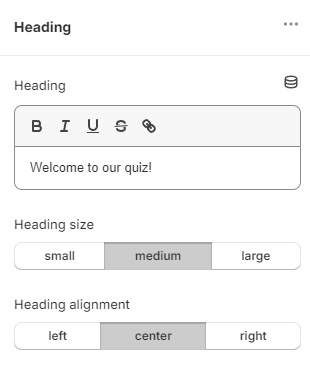 Heading
Heading
B I U S
Welcome to our quiz!
Heading size
small medium large
Heading alignment
left center right